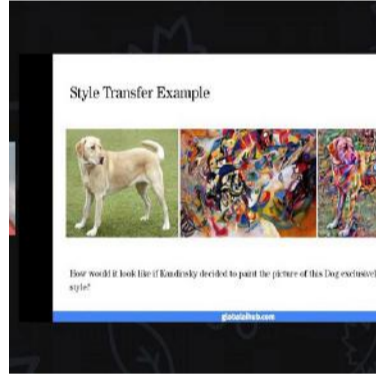 Style Transfer Example
How would it look like if Kandinsky decided to paint the picture of this Dog exclusivel
style?
globalaihub.com